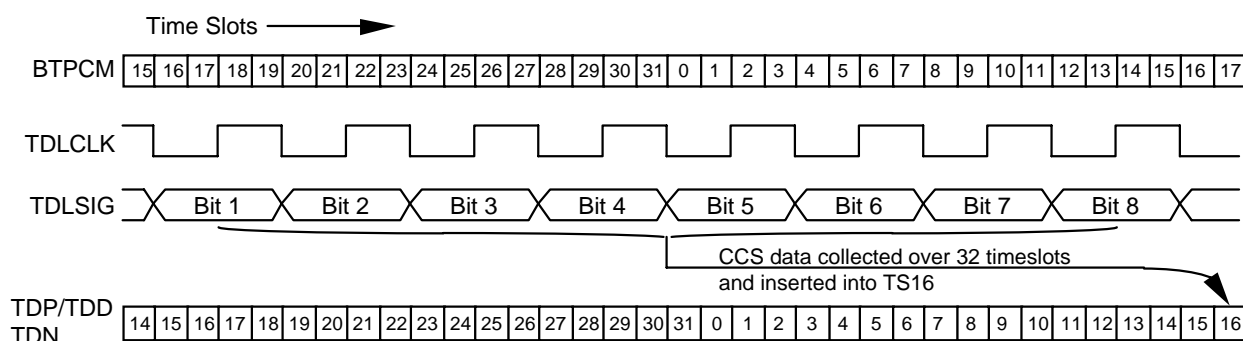 Time Slots
BTPCM 15 16 17 18 19 20 21 22 23 24 25 26 27 28 29 30 31 0 1 2 3 4 5 6 7 8 9 10 11 12 13 14 15 16 17
TDLCLK
TDLSIG Bit 1 Bit 2 Bit 3 Bit 4 Bit 5 Bit 6 Bit 7 Bit 8
CCS data collected over 32 timeslots
and inserted into TS16
TDP/TDD
TDN 14 15 16 17 18 19 20 21 22 23 24 25 26 27 28 29 30 31 0 1 2 3 4 5 6 7 8 9 10 11 12 13 14 15 16